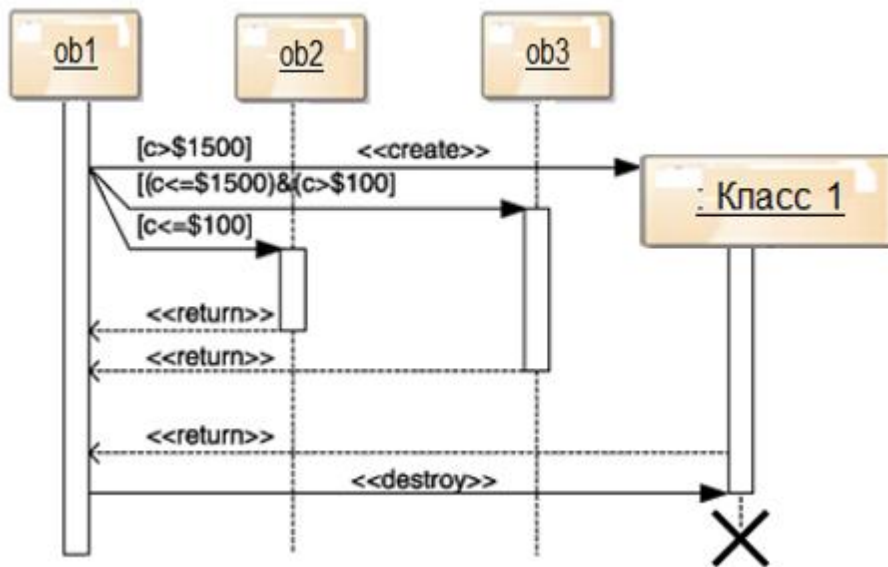 ob1
ob2
ob3
[c>$1500]
<<create>>
[(c<=$1500)&(c>$100]
[c<=$100]
: Класс 1
<<return>>
<<return>>
<<return>>
<<destroy>>